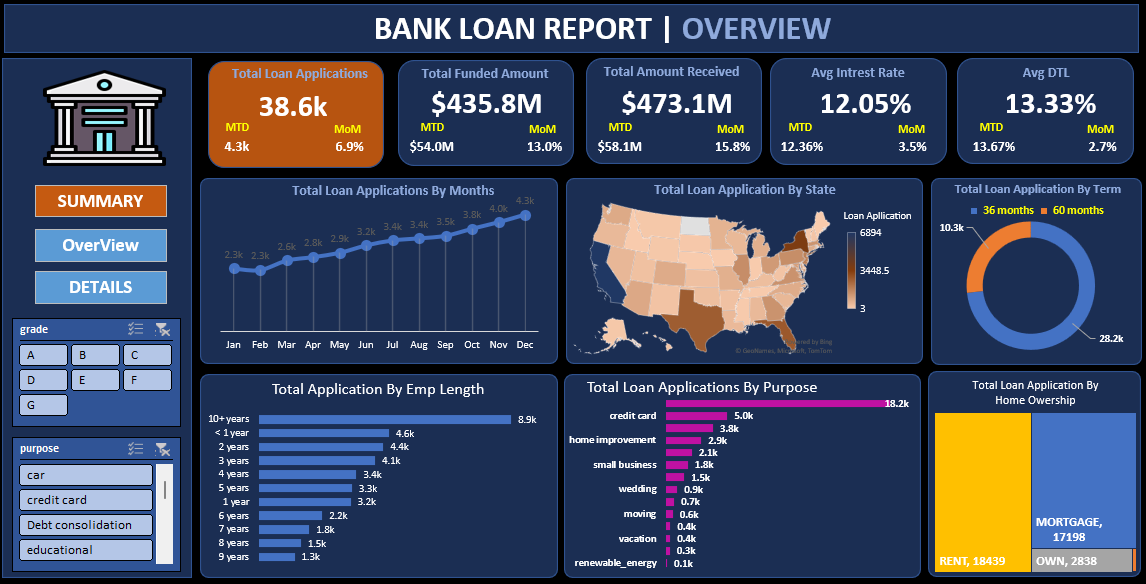 BANK LOAN REPORT | OVERVIEW
Total Loan Applications
38.6k
MTD MoM
4.3k 6.9%
Total Funded Amount
$435.8M
MTD MoM
$54.0M 13.0%
Total Amount Received
$473.1M
MTD MoM
$58.1M 15.8%
Avg Intrest Rate
12.05%
MTD MoM
12.36% 3.5%
Avg DTL
13.33%
MTD MoM
13.67% 2.7%
SUMMARY
OverView
DETAILS
grade
A B C
D E F
G
purpose
car
credit card
Debt consolidation
educational
Total Loan Applications By Months
2.3k 2.3k 2.6k 2.8k 2.9k 3.2k 3.4k 3.4k 3.5k 3.8k 4.0k 4.3k
Jan Feb Mar Apr May Jun Jul Aug Sep Oct Nov Dec
Total Loan Application By State
Loan Apllication
6894
3448.5
3
© GeoNames, Microsoft, TomTom
Total Loan Application By Term
36 months 60 months
10.3k
28.2k
Total Application By Emp Length
10+ years 8.9k
< 1 year 4.6k
2 years 4.4k
3 years 4.1k
4 years 3.4k
5 years 3.3k
1 year 3.2k
6 years 2.2k
7 years 1.8k
8 years 1.5k
9 years 1.3k
Total Loan Applications By Purpose
18.2k
credit card 5.0k
3.8k
home improvement 2.9k
2.1k
small business 1.8k
1.5k
wedding 0.9k
0.7k
moving 0.6k
0.4k
vacation 0.4k
0.3k
renewable_energy 0.1k
Total Loan Application By
Home Owership
MORTGAGE,
17198
RENT, 18439
OWN, 2838